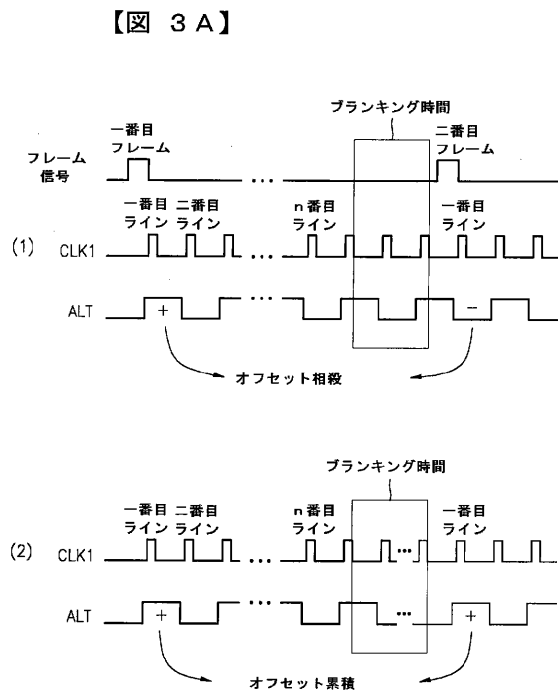 【図 3A】
ブランキング時間
一番目
フレーム
二番目
フレーム
フレーム
信号
...
一番目
ライン
二番目
ライン
n番目
ライン
一番目
ライン
(1)
CLK1
...
ALT
+
...
−
オフセット相殺
ブランキング時間
一番目
ライン
二番目
ライン
n番目
ライン
一番目
ライン
(2)
CLK1
...
...
ALT
+
...
...
+
オフセット累積